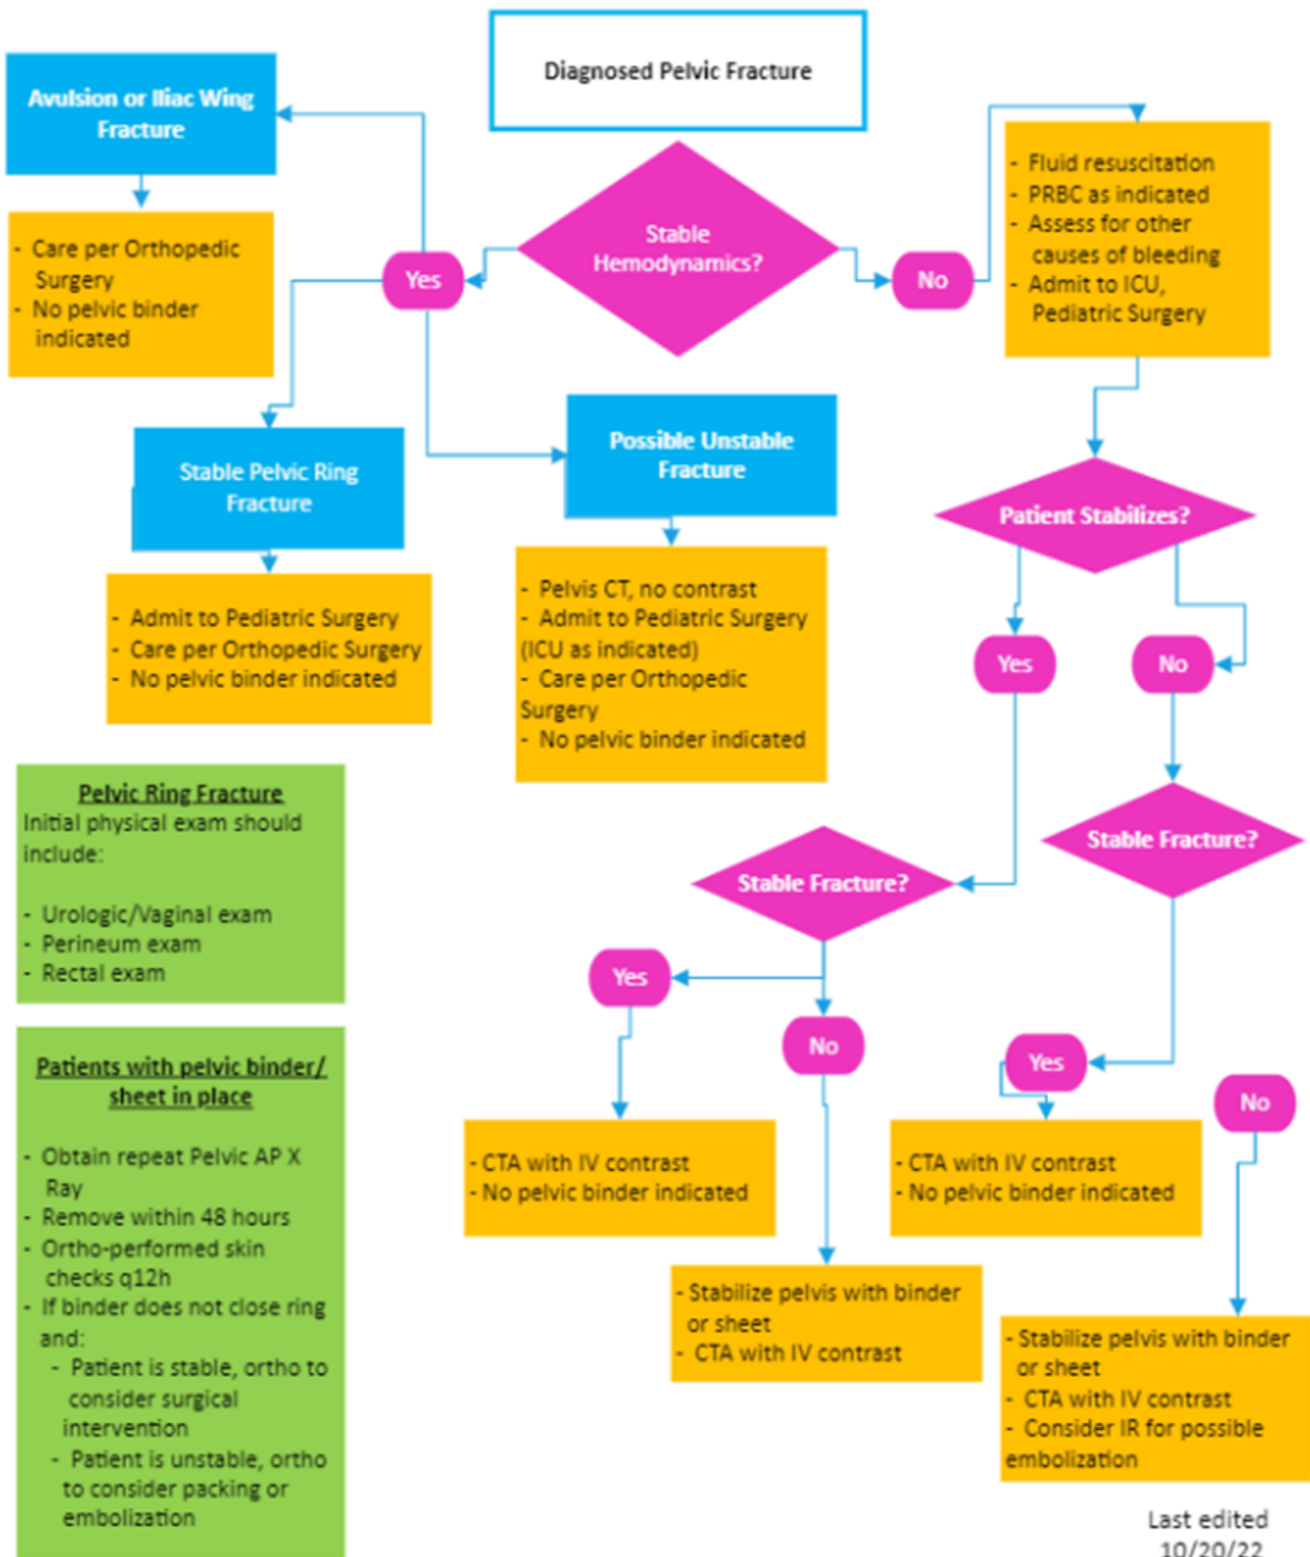 Diagnosed Pelvic Fracture
Avulsion or Iliac Wing
Fracture
- Care per Orthopedic
Surgery
- No pelvic binder
indicated
Stable
Hemodynamics?
Yes
No
- Fluid resuscitation
- PRBC as indicated
- Assess for other
causes of bleeding
- Admit to ICU,
Pediatric Surgery
Stable Pelvic Ring
Fracture
- Admit to Pediatric Surgery
- Care per Orthopedic Surgery
- No pelvic binder indicated
Possible Unstable
Fracture
- Pelvis CT, no contrast
- Admit to Pediatric Surgery
(ICU as indicated)
- Care per Orthopedic
Surgery
- No pelvic binder indicated
Patient Stabilizes?
Yes
No
Stable Fracture?
Yes
No
- CTA with IV contrast
- No pelvic binder indicated
- Stabilize pelvis with binder
or sheet
- CTA with IV contrast
Stable Fracture?
Yes
No
- CTA with IV contrast
- No pelvic binder indicated
- Stabilize pelvis with binder
or sheet
- CTA with IV contrast
- Consider IR for possible
embolization
Pelvic Ring Fracture
Initial physical exam should
include:
- Urologic/Vaginal exam
- Perineum exam
- Rectal exam
Patients with pelvic binder/
sheet in place
- Obtain repeat Pelvic AP X
Ray
- Remove within 48 hours
- Ortho-performed skin
checks q12h
- If binder does not close ring
and:
- Patient is stable, ortho to
consider surgical
intervention
- Patient is unstable, ortho
to consider packing or
embolization
Last edited
10/20/22